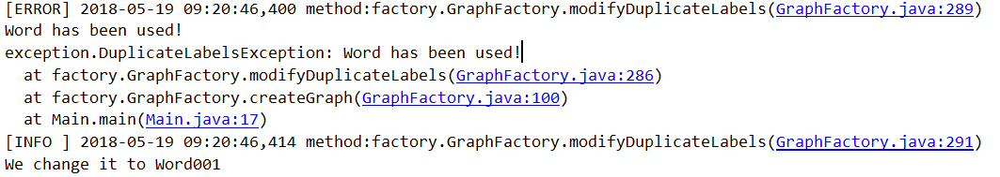 [ERROR] 2018-05-19 09:20:46,400 method:factory.GraphFactory.modifyDuplicateLabels(GraphFactory.java:289)
Word has been used!
exception.DuplicateLabelsException: Word has been used!
  at factory.GraphFactory.modifyDuplicateLabels(GraphFactory.java:286)
  at factory.GraphFactory.createGraph(GraphFactory.java:100)
  at Main.main(Main.java:17)
[INFO ] 2018-05-19 09:20:46,414 method:factory.GraphFactory.modifyDuplicateLabels(GraphFactory.java:291)
We change it to Word001